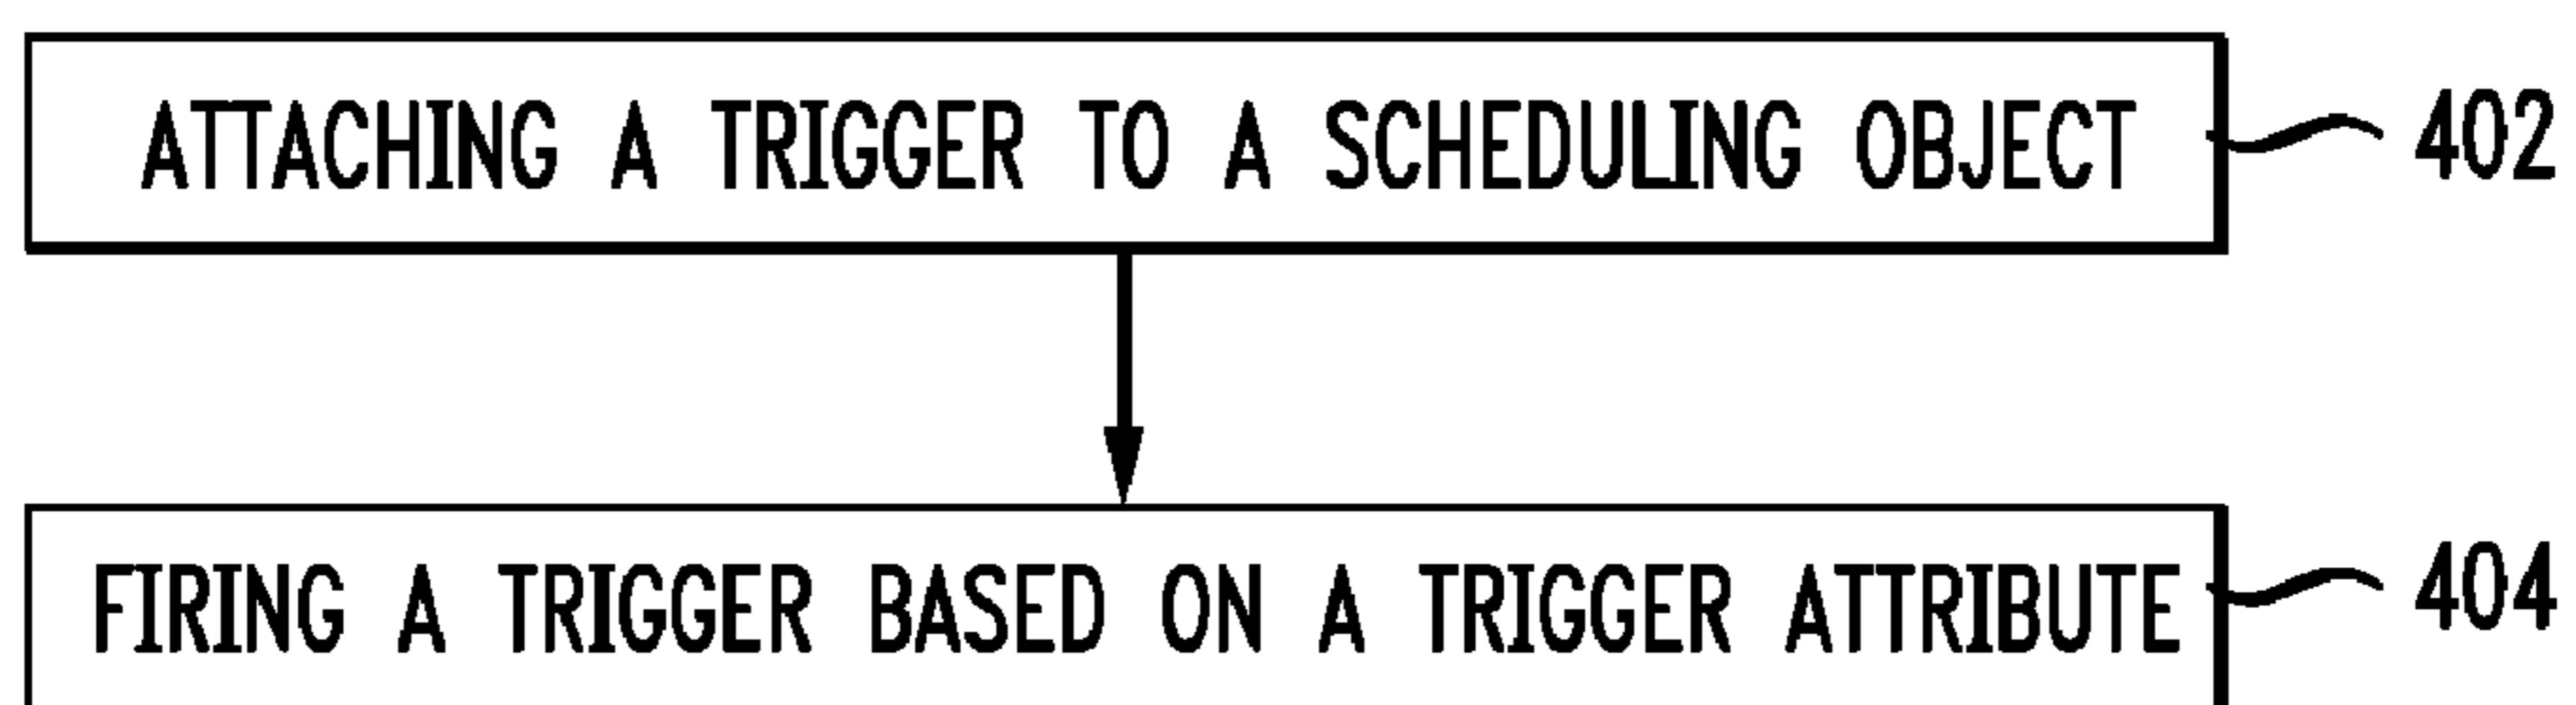 ATTACHING A TRIGGER TO A SCHEDULING OBJECT 402
FIRING A TRIGGER BASED ON A TRIGGER ATTRIBUTE 404